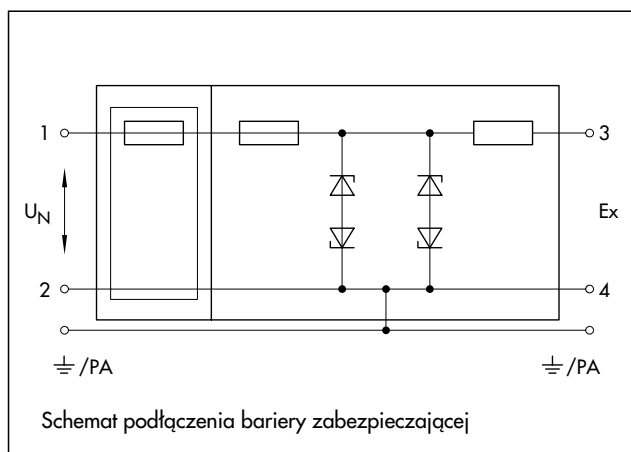 1
3
U_N
Ex
2
4
⏚/PA
⏚/PA
Schemat podłączenia bariery zabezpieczającej